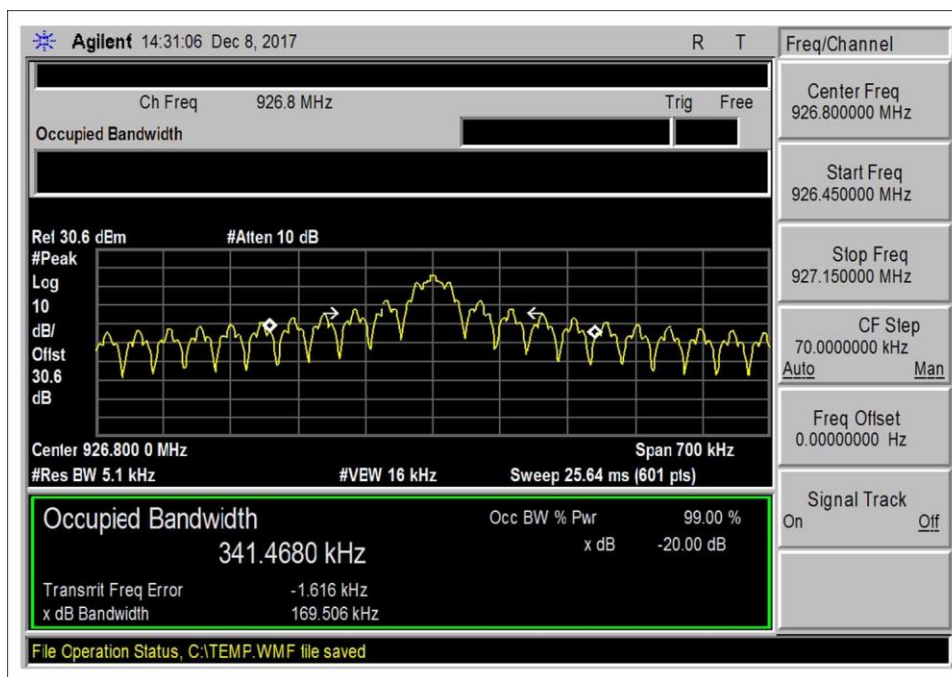 Agilent 14:31:06 Dec 8, 2017 R T
Ch Freq 926.8 MHz Trig Free
Occupied Bandwidth
Ref 30.6 dBm #Atten 10 dB
#Peak
Log
10
dB/
Offst
30.6
dB
Center 926.800 0 MHz Span 700 kHz
#Res BW 5.1 kHz #VBW 16 kHz Sweep 25.64 ms (601 pts)
Occupied Bandwidth
341.4680 kHz
Occ BW % Pwr 99.00 %
x dB -20.00 dB
Transmit Freq Error -1.616 kHz
x dB Bandwidth 169.506 kHz
File Operation Status, C:\TEMP.WMF file saved
Freq/Channel
Center Freq
926.800000 MHz
Start Freq
926.450000 MHz
Stop Freq
927.150000 MHz
CF Step
70.0000000 kHz
Auto Man
Freq Offset
0.00000000 Hz
Signal Track
On Off